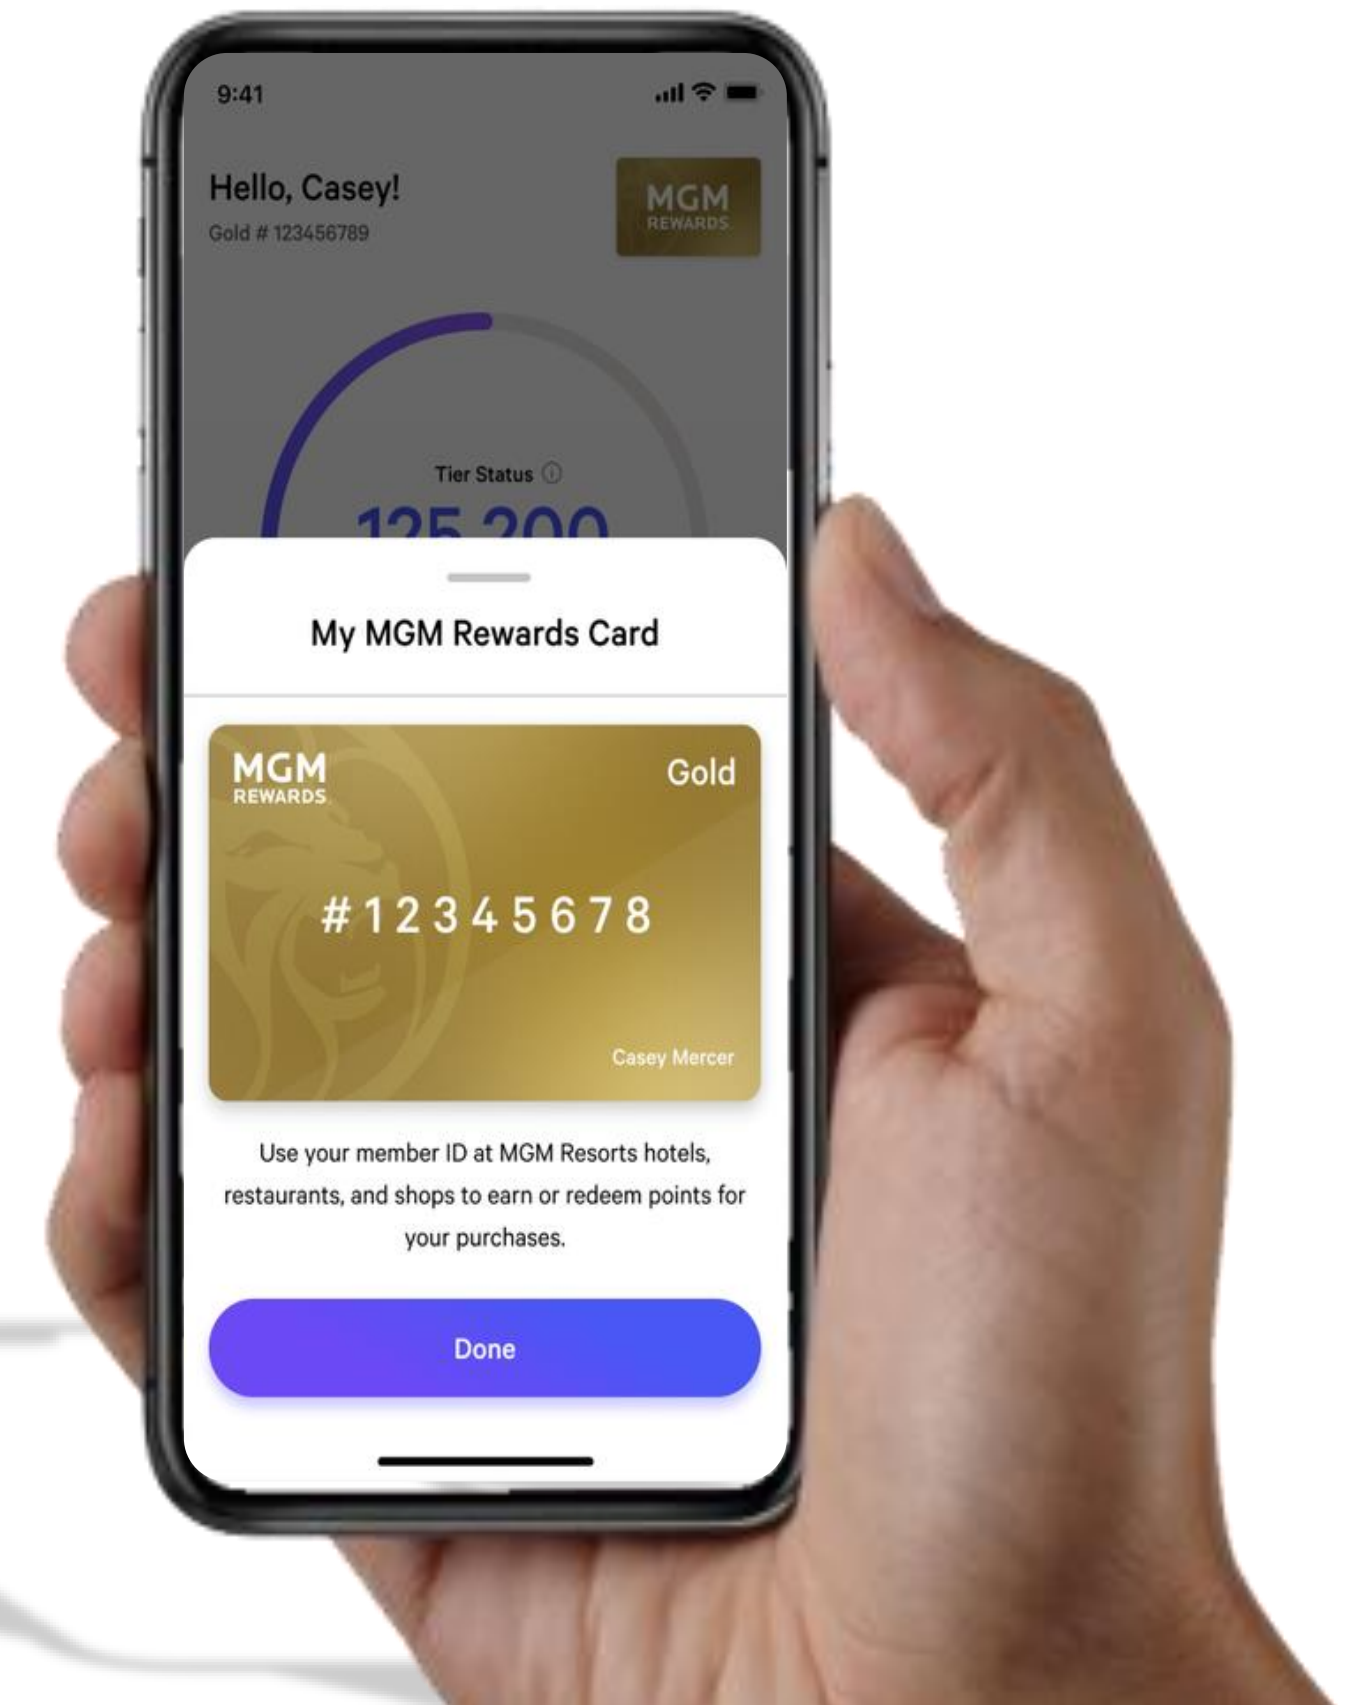 9:41
Hello, Casey!
Gold # 123456789
MGM
REWARDS
Tier Status
125,200
My MGM Rewards Card
MGM
REWARDS
Gold
#12345678
Casey Mercer
Use your member ID at MGM Resorts hotels,
restaurants, and shops to earn or redeem points for
your purchases.
Done